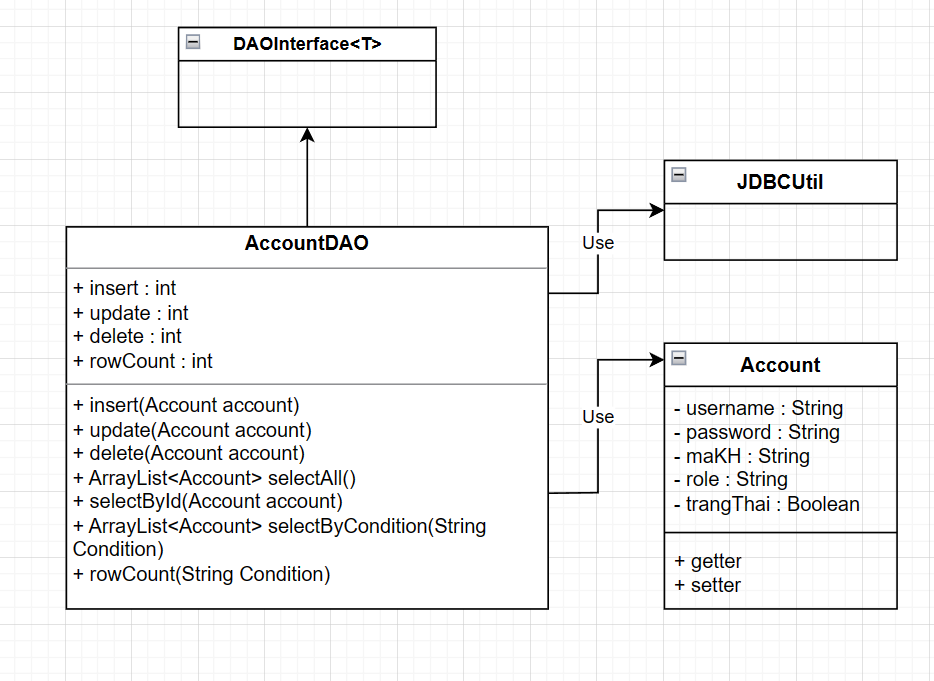 DAOInterface<T>
JDBCUtil
AccountDAO
+ insert : int
+ update : int
+ delete : int
+ rowCount : int
+ insert(Account account)
+ update(Account account)
+ delete(Account account)
+ ArrayList<Account> selectAll()
+ selectById(Account account)
+ ArrayList<Account> selectByCondition(String
Condition)
+ rowCount(String Condition)
Use
Use
Account
- username : String
- password : String
- maKH : String
- role : String
- trangThai : Boolean
+ getter
+ setter